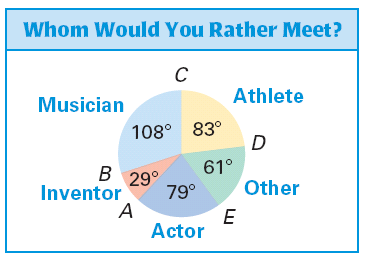 Whom Would You Rather Meet?
C
Musician
Athlete
108° 83°
D
B
29°
61°
Inventor
79°
Other
A
E
Actor